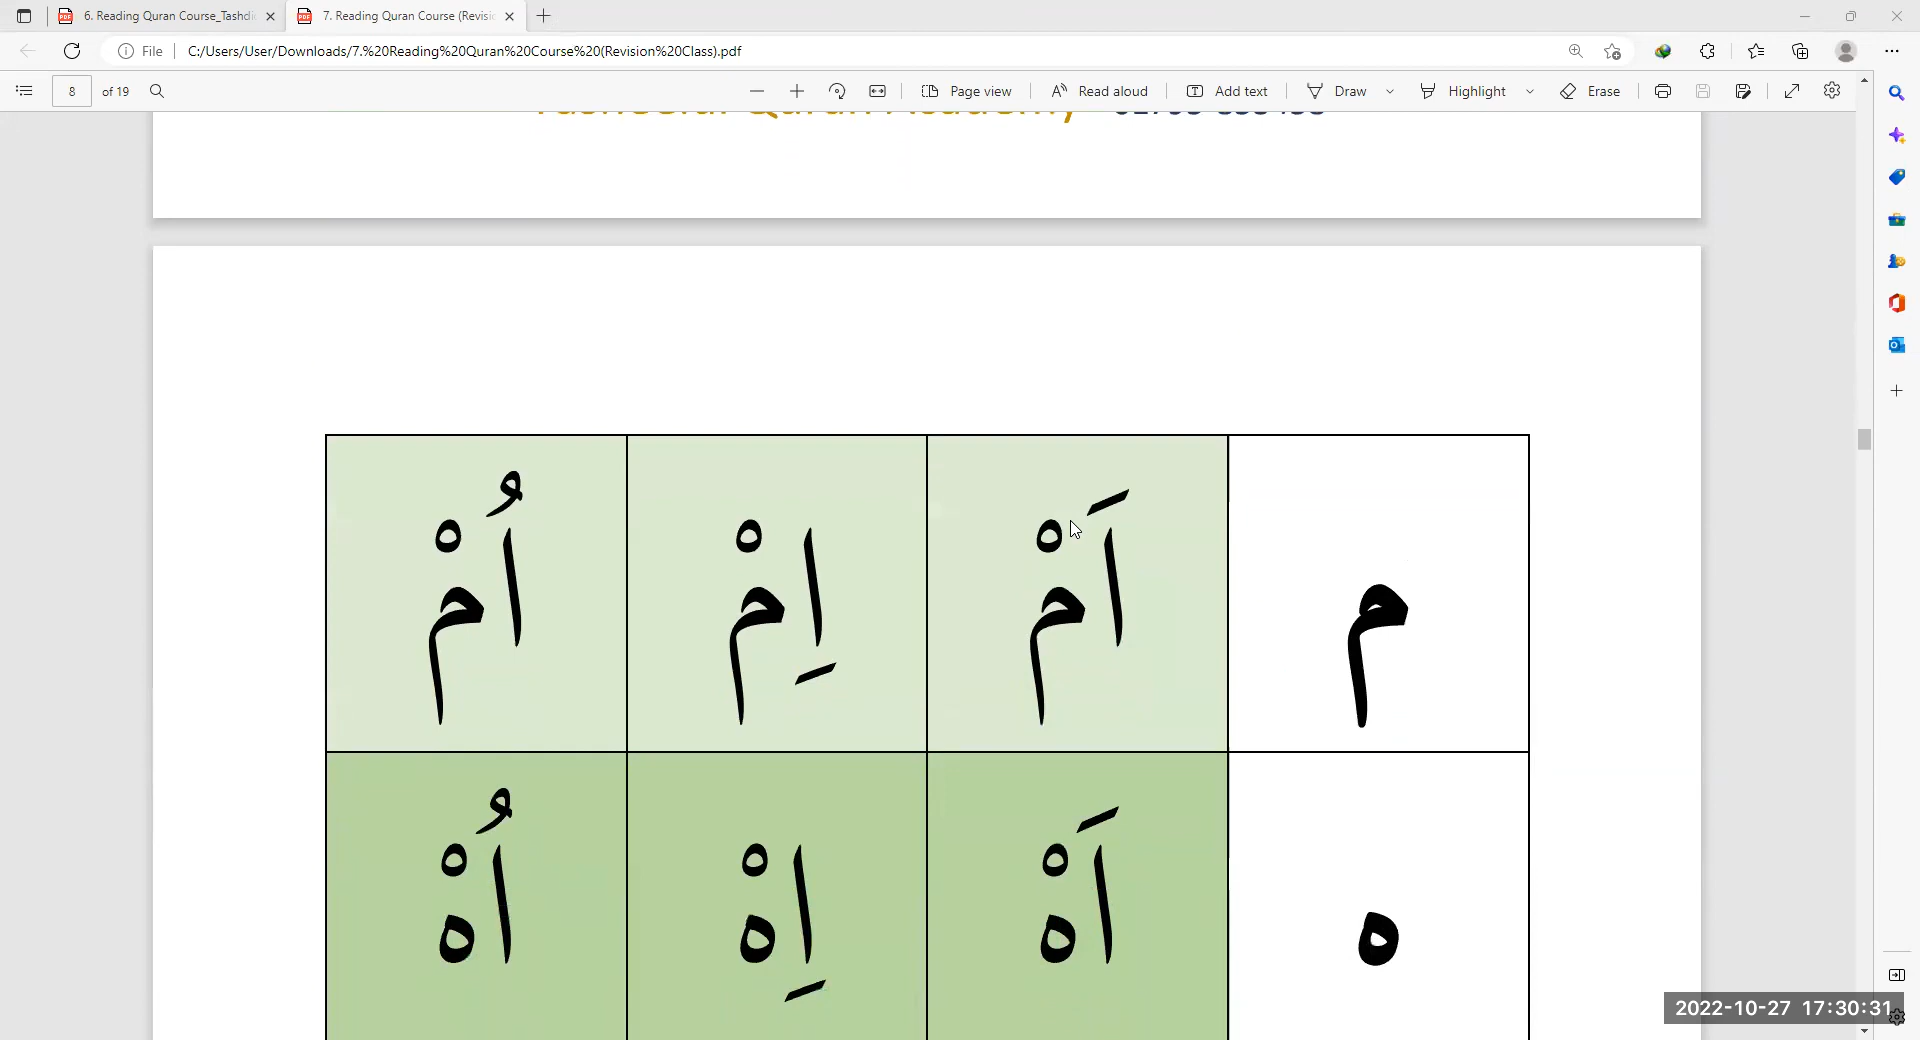 6. Reading Quran Course_Tashdi
7. Reading Quran Course (Revisi
File
C:/Users/User/Downloads/7.%20Reading%20Quran%20Course%20(Revision%20Class).pdf
8 of 19
Page view
Read aloud
Add text
Draw
Highlight
Erase
م اَمْ اِمْ اُمْ
ه اَهْ اِهْ اُهْ
2022-10-27 17:30:31